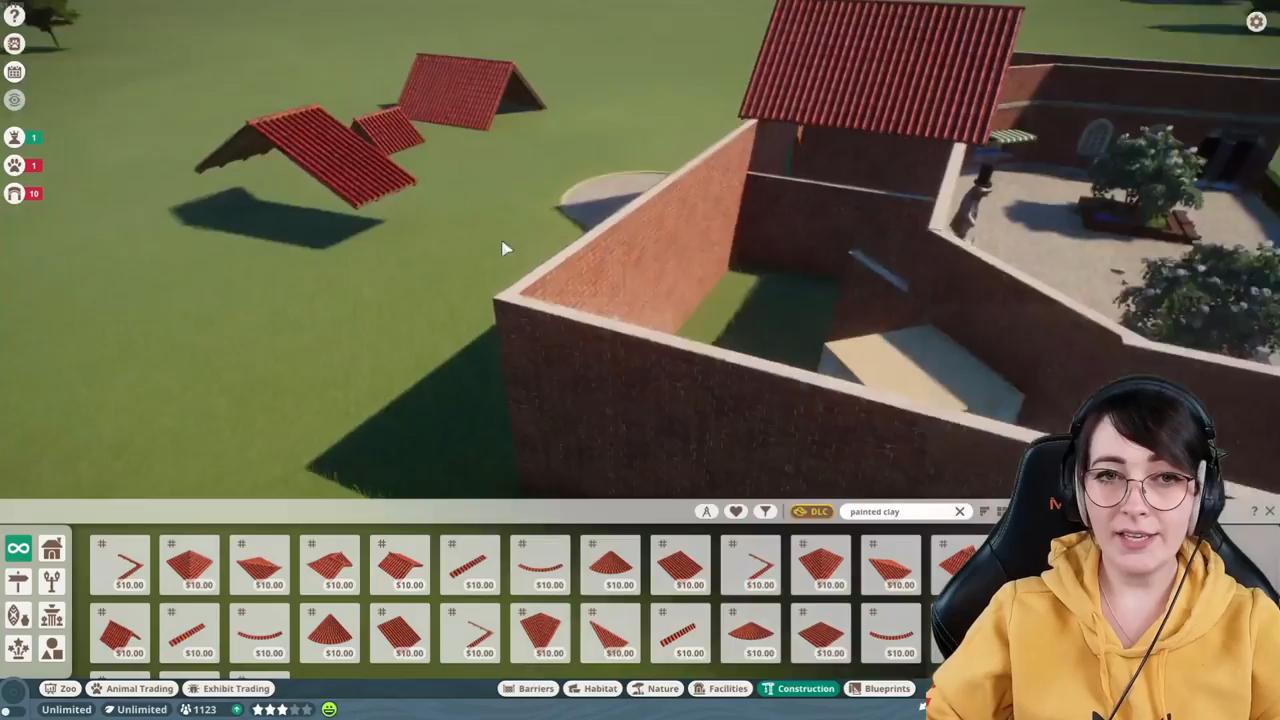 ?
1
1
10
DLC
painted clay
?
$10.00 $10.00 $10.00 $10.00 $10.00 $10.00 $10.00 $10.00 $10.00 $10.00 $10.00 $10.00
$10.00 $10.00 $10.00 $10.00 $10.00 $10.00 $10.00 $10.00 $10.00 $10.00 $10.00 $10.00
Zoo Animal Trading Exhibit Trading Barriers Habitat Nature Facilities Construction Blueprints
Unlimited Unlimited 1123